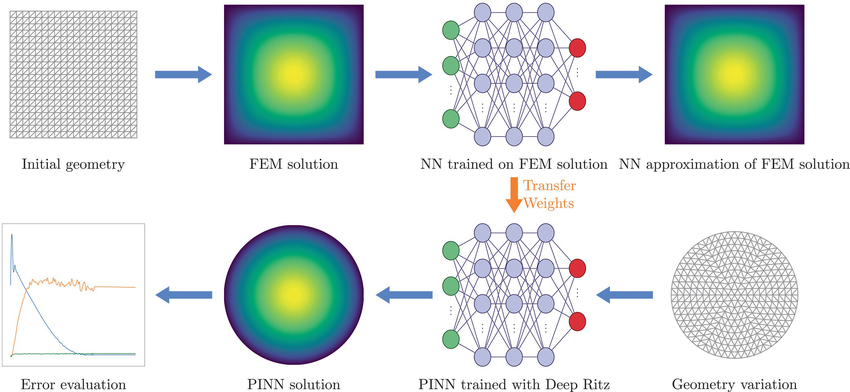 Initial geometry
FEM solution
NN trained on FEM solution
NN approximation of FEM solution
Transfer
Weights
Error evaluation
PINN solution
PINN trained with Deep Ritz
Geometry variation